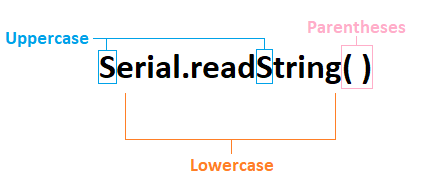 Parentheses
Uppercase
Serial.readString( )
Lowercase